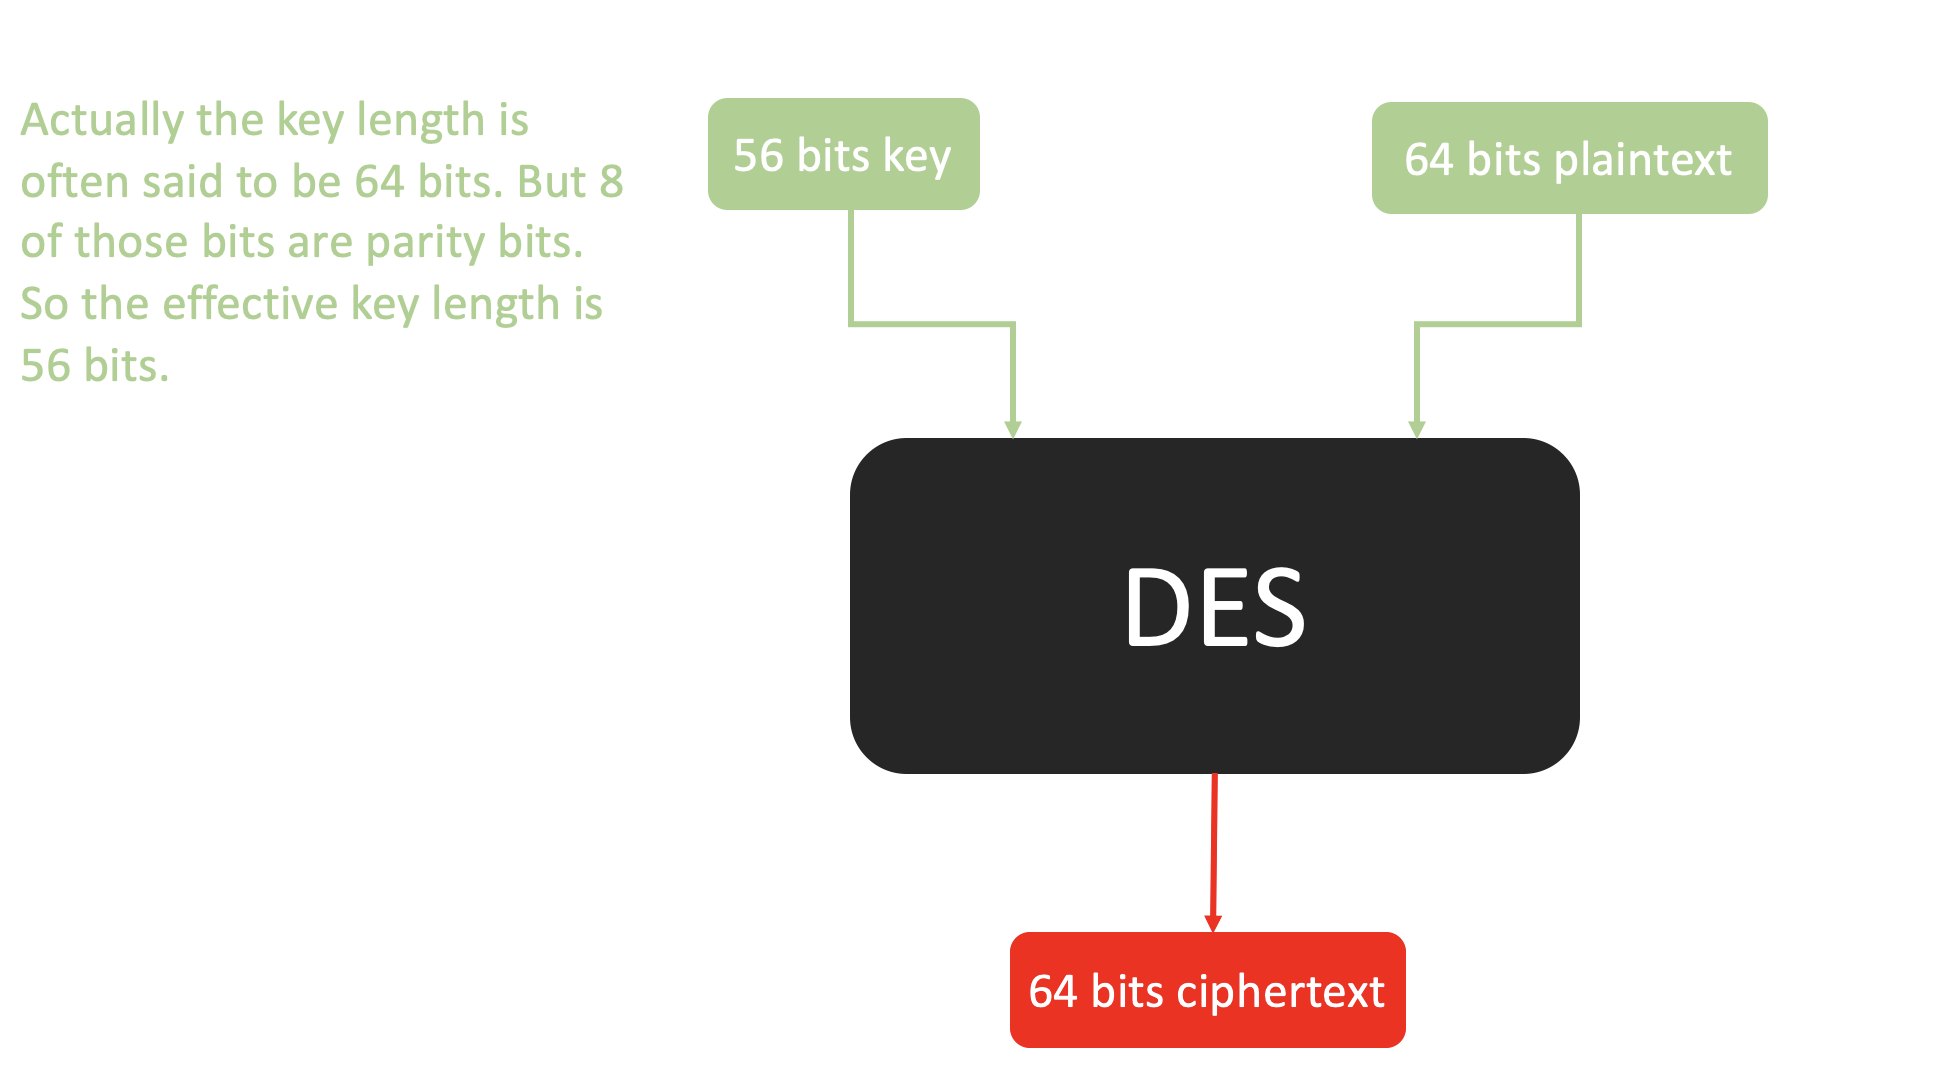 Actually the key length is
often said to be 64 bits. But 8
of those bits are parity bits.
So the effective key length is
56 bits.
56 bits key
64 bits plaintext
DES
64 bits ciphertext